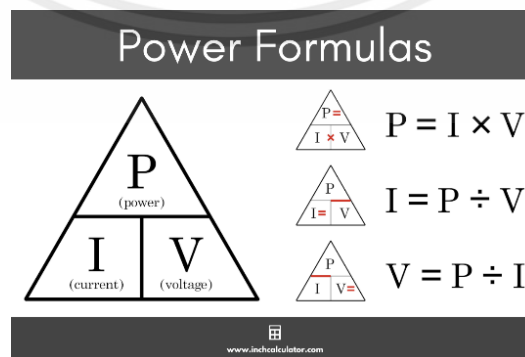 Power Formulas
P
(power)
I
(current)
V
(voltage)
P=
I × V
P = I × V
P
I= V
I = P ÷ V
P
I V=
V = P ÷ I
www.inchcalculator.com